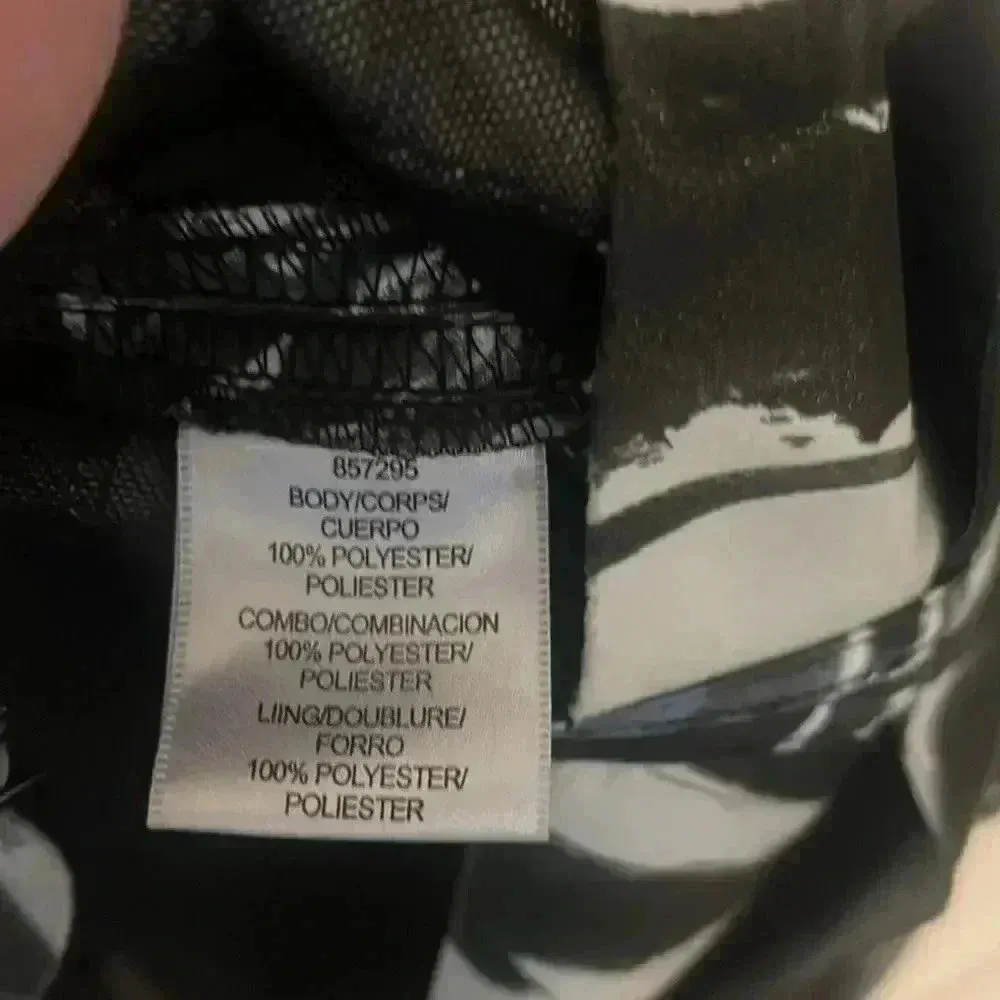 857295
BODY/CORPS/
CUERPO
100% POLYESTER/
POLIESTER
COMBO/COMBINACION
100% POLYESTER/
POLIESTER
LIING/DOUBLURE/
FORRO
100% POLYESTER/
POLIESTER